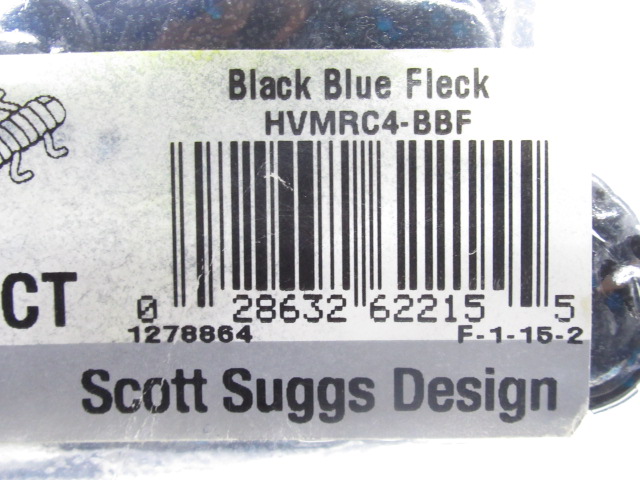 Black Blue Fleck
HVMRC4-BBF
CT
0 28632 62215 5
1278864 F-1-15-2
Scott Suggs Design